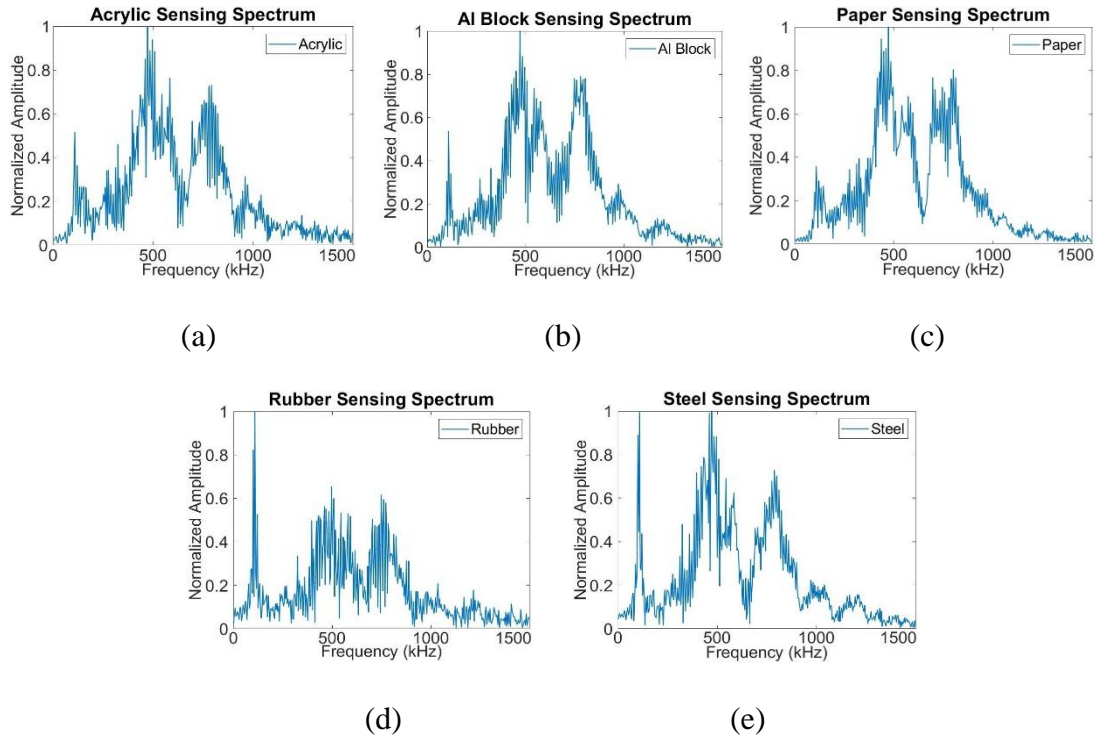 Acrylic Sensing Spectrum
Acrylic
Normalized Amplitude
1
0.8
0.6
0.4
0.2
0
0 500 1000 1500
Frequency (kHz)
(a)
Al Block Sensing Spectrum
Al Block
Normalized Amplitude
1
0.8
0.6
0.4
0.2
0
0 500 1000 1500
Frequency (kHz)
(b)
Paper Sensing Spectrum
Paper
Normalized Amplitude
1
0.8
0.6
0.4
0.2
0
0 500 1000 1500
Frequency (kHz)
(c)
Rubber Sensing Spectrum
Rubber
Normalized Amplitude
1
0.8
0.6
0.4
0.2
0
0 500 1000 1500
Frequency (kHz)
(d)
Steel Sensing Spectrum
Steel
Normalized Amplitude
1
0.8
0.6
0.4
0.2
0
0 500 1000 1500
Frequency (kHz)
(e)